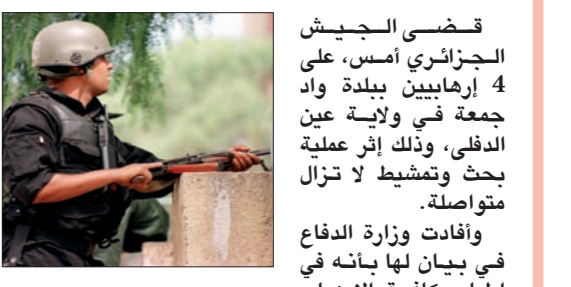 قضى الجيش
الجزائري أمس، على
4 إرهابيين ببلدة واد
جمعة في ولاية عين
الدفلى، وذلك إثر عملية
بحث وتمشيط لا تزال
متواصلة.
وأفادت وزارة الدفاع
في بيان لها بأنه في